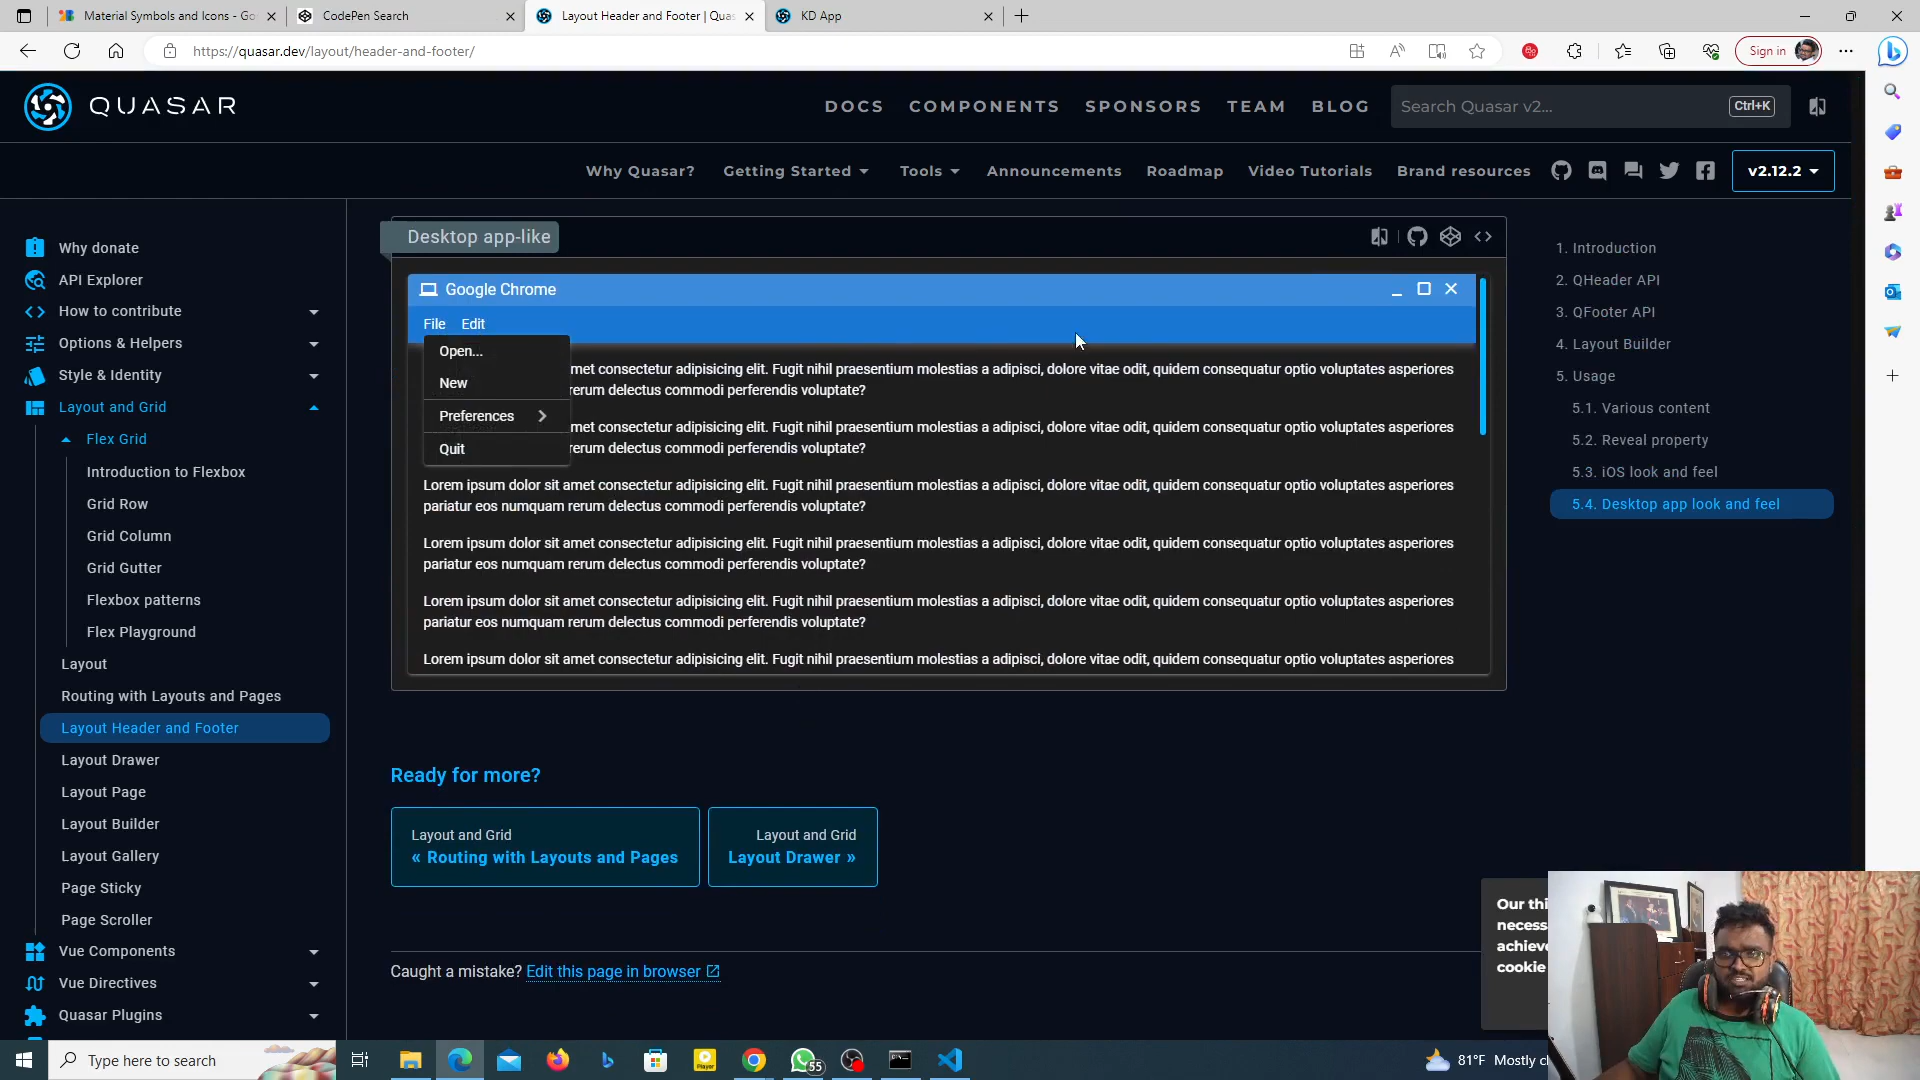 Material Symbols and Icons - Go
CodePen Search
Layout Header and Footer | Quas
KD App
https://quasar.dev/layout/header-and-footer/
Sign in
QUASAR
DOCS COMPONENTS SPONSORS TEAM BLOG
Search Quasar v2... Ctrl+K
Why Quasar? Getting Started Tools Announcements Roadmap Video Tutorials Brand resources v2.12.2
Why donate
API Explorer
How to contribute
Options & Helpers
Style & Identity
Layout and Grid
Flex Grid
Introduction to Flexbox
Grid Row
Grid Column
Grid Gutter
Flexbox patterns
Flex Playground
Layout
Routing with Layouts and Pages
Layout Header and Footer
Layout Drawer
Layout Page
Layout Builder
Layout Gallery
Page Sticky
Page Scroller
Vue Components
Vue Directives
Quasar Plugins
Desktop app-like
Google Chrome
File Edit
Open...
New
Preferences
Quit
met consectetur adipisicing elit. Fugit nihil praesentium molestias a adipisci, dolore vitae odit, quidem consequatur optio voluptates asperiores
rerum delectus commodi perferendis voluptate?
met consectetur adipisicing elit. Fugit nihil praesentium molestias a adipisci, dolore vitae odit, quidem consequatur optio voluptates asperiores
rerum delectus commodi perferendis voluptate?
Lorem ipsum dolor sit amet consectetur adipisicing elit. Fugit nihil praesentium molestias a adipisci, dolore vitae odit, quidem consequatur optio voluptates asperiores
pariatur eos numquam rerum delectus commodi perferendis voluptate?
Lorem ipsum dolor sit amet consectetur adipisicing elit. Fugit nihil praesentium molestias a adipisci, dolore vitae odit, quidem consequatur optio voluptates asperiores
pariatur eos numquam rerum delectus commodi perferendis voluptate?
Lorem ipsum dolor sit amet consectetur adipisicing elit. Fugit nihil praesentium molestias a adipisci, dolore vitae odit, quidem consequatur optio voluptates asperiores
pariatur eos numquam rerum delectus commodi perferendis voluptate?
Lorem ipsum dolor sit amet consectetur adipisicing elit. Fugit nihil praesentium molestias a adipisci, dolore vitae odit, quidem consequatur optio voluptates asperiores
Ready for more?
Layout and Grid
« Routing with Layouts and Pages
Layout and Grid
Layout Drawer »
Caught a mistake? Edit this page in browser
1. Introduction
2. QHeader API
3. QFooter API
4. Layout Builder
5. Usage
5.1. Various content
5.2. Reveal property
5.3. iOS look and feel
5.4. Desktop app look and feel
Our thi
necess
achieve
cookie
Type here to search
Player
55
81°F Mostly cl